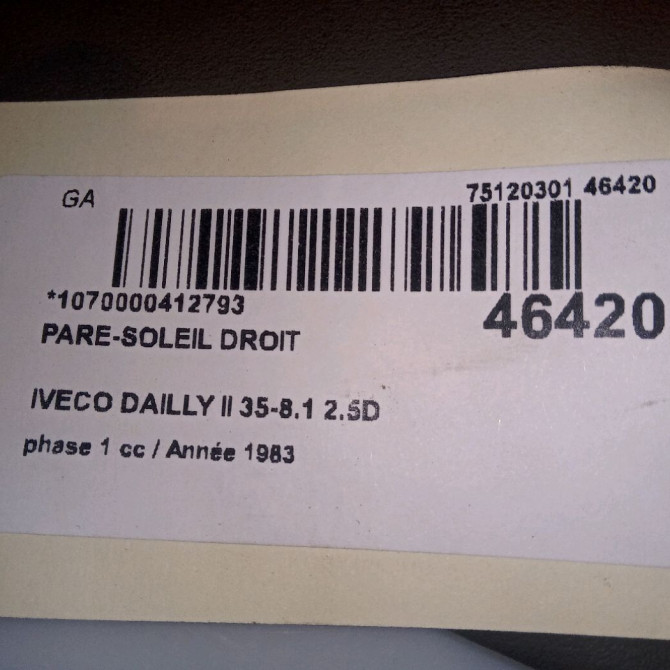 GA
75120301 46420
*1070000412793
46420
PARE-SOLEIL DROIT
IVECO DAILLY II 35-8.1 2.5D
phase 1 cc / Année 1983